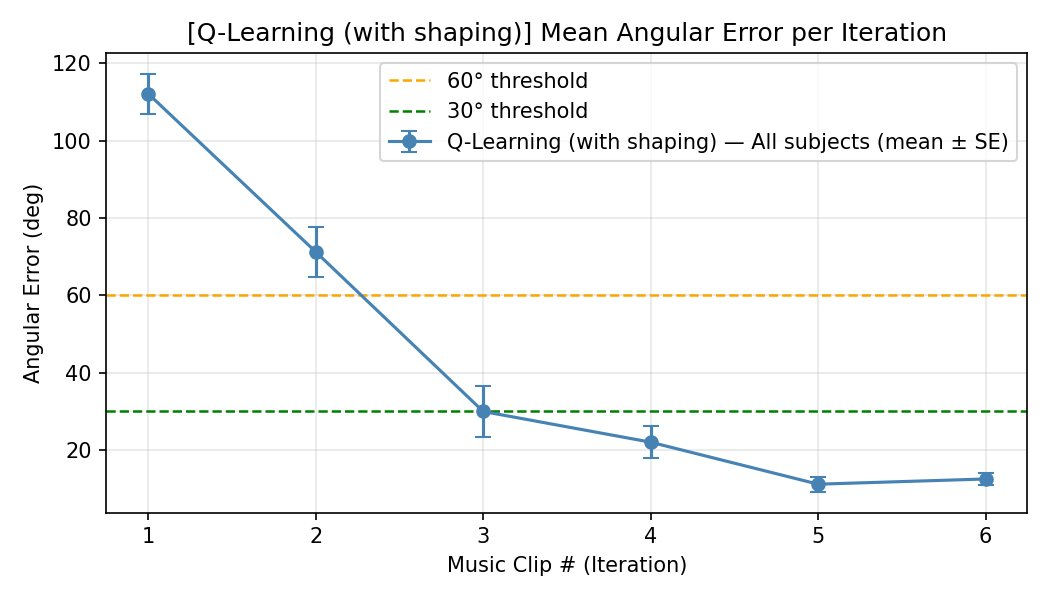 [Q-Learning (with shaping)] Mean Angular Error per Iteration
60° threshold
30° threshold
Q-Learning (with shaping) — All subjects (mean ± SE)
Angular Error (deg)
120
100
80
60
40
20
1 2 3 4 5 6
Music Clip # (Iteration)